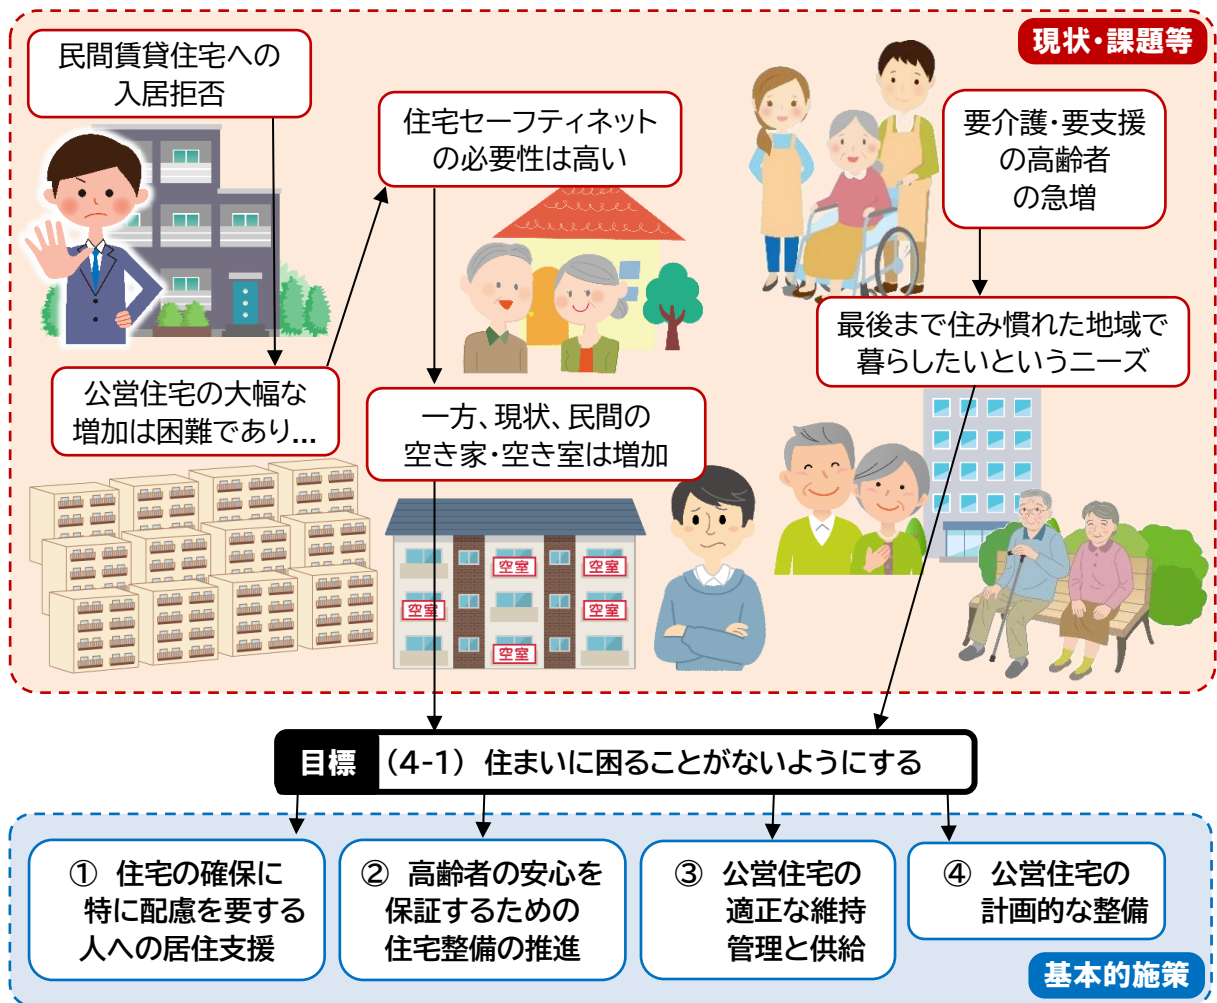 現状・課題等
民間賃貸住宅への
入居拒否
住宅セーフティネット
の必要性は高い
要介護・要支援
の高齢者
の急増
最後まで住み慣れた地域で
暮らしたいというニーズ
公営住宅の大幅な
増加は困難であり...
一方、現状、民間の
空き家・空き室は増加
空室
空室
空室
空室
空室
目標 （4-1） 住まいに困ることがないようにする
① 住宅の確保に
特に配慮を要する
人への居住支援
② 高齢者の安心を
保証するための
住宅整備の推進
③ 公営住宅の
適正な維持
管理と供給
④ 公営住宅の
計画的な整備
基本的施策